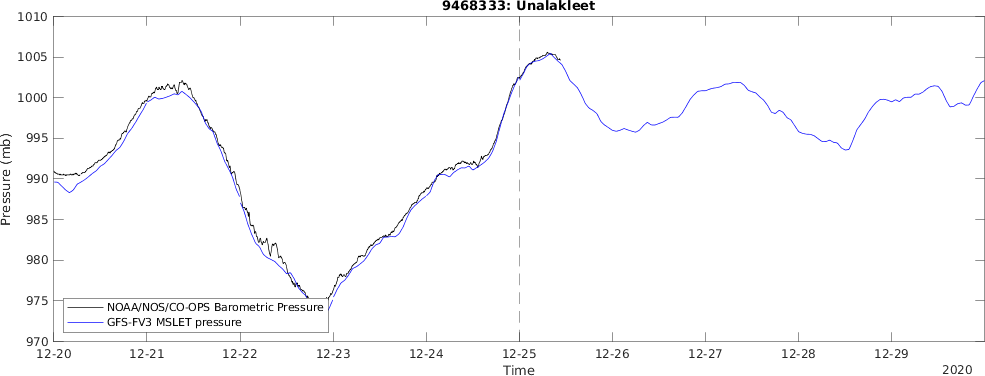 9468333: Unalakleet
Pressure (mb)
1010
1005
1000
995
990
985
980
975
970
NOAA/NOS/CO-OPS Barometric Pressure
GFS-FV3 MSLET pressure
12-20 12-21 12-22 12-23 12-24 12-25 12-26 12-27 12-28 12-29
Time
2020